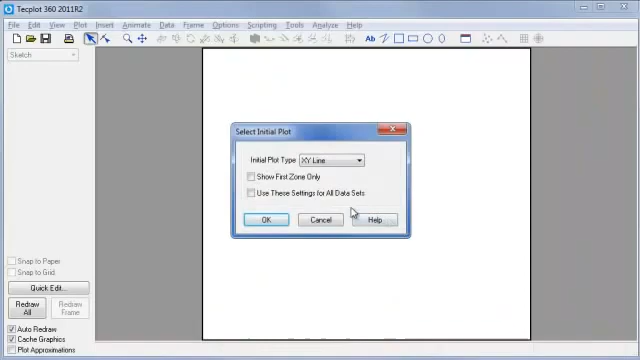 Tecplot 360 2011R2
File Edit View Plot Insert Animate Data Frame Options Scripting Tools Analyze Help
Ab
Sketch
Select Initial Plot
Initial Plot Type XY Line
Show First Zone Only
Use These Settings for All Data Sets
OK Cancel Help
Snap to Paper
Snap to Grid
Quick Edit...
Redraw All
Redraw Frame
Auto Redraw
Cache Graphics
Plot Approximations